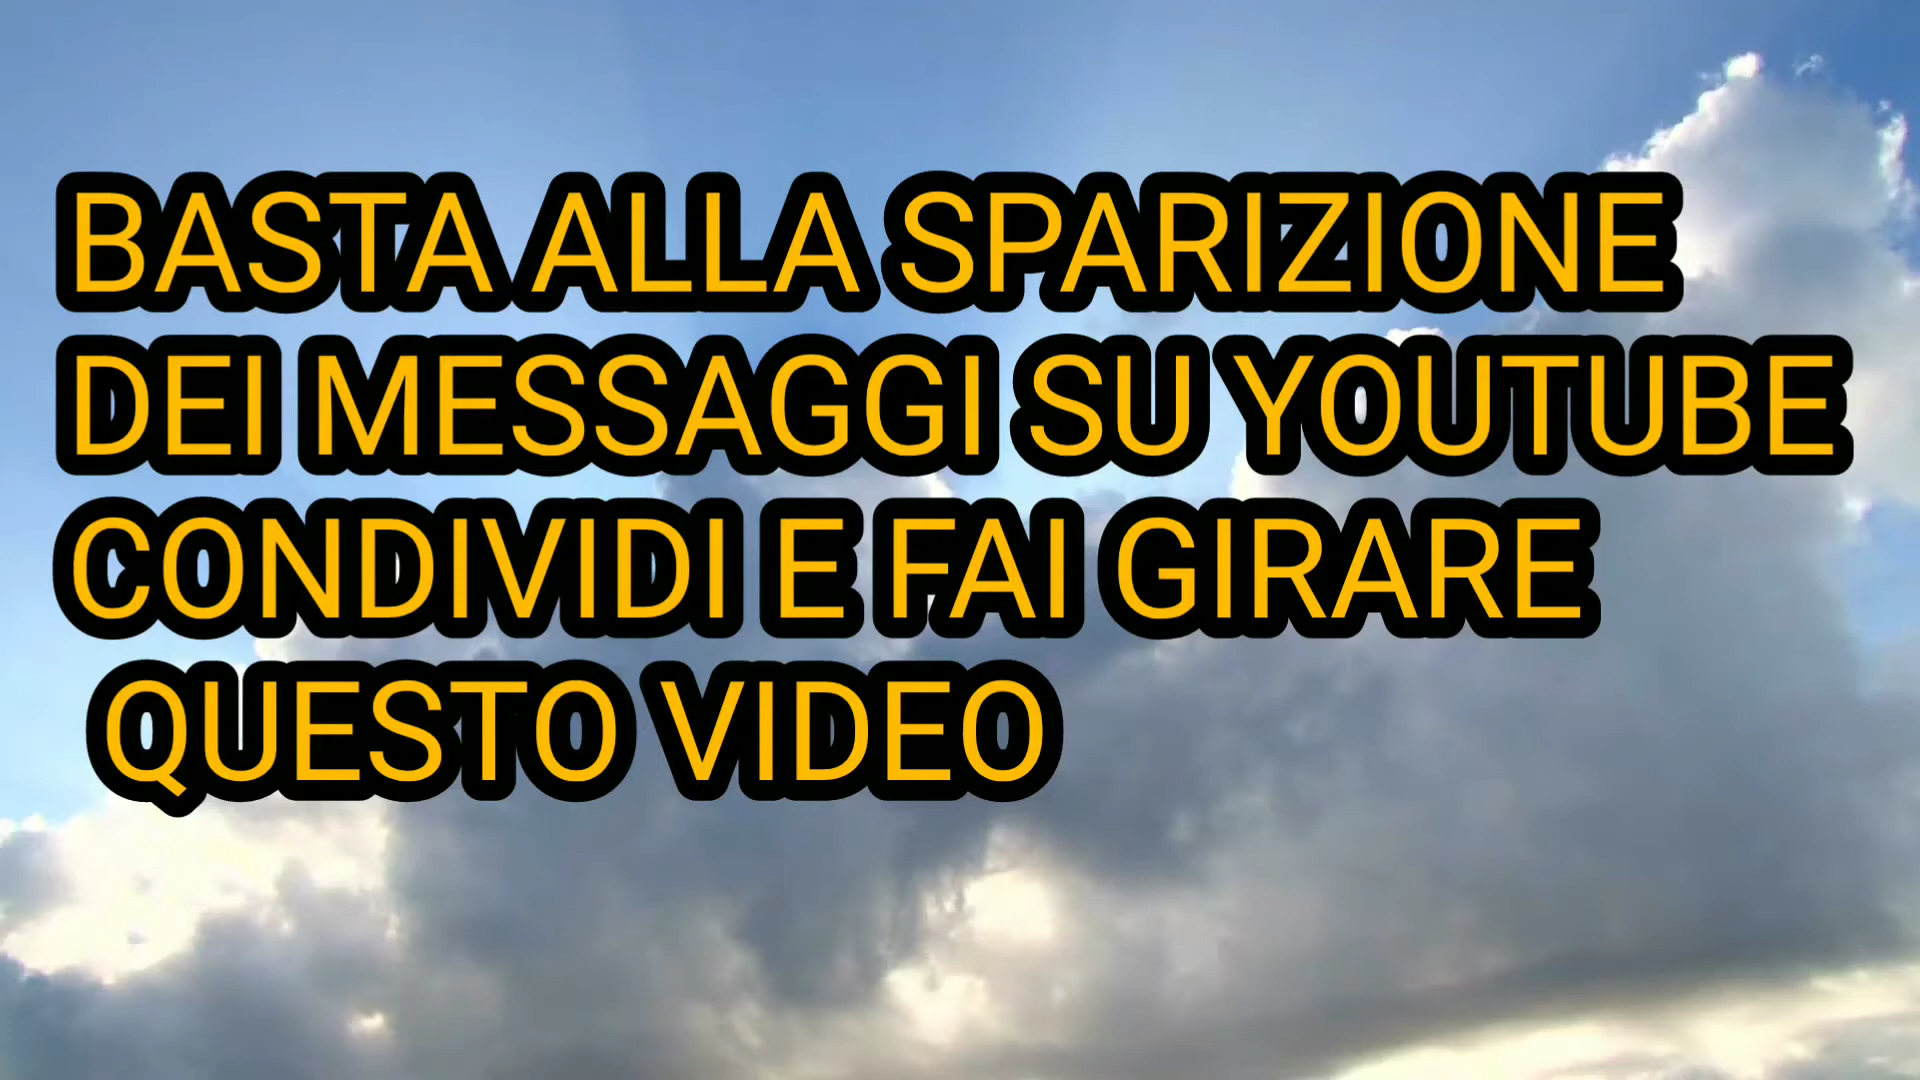 BASTA ALLA SPARIZIONE
DEI MESSAGGI SU YOUTUBE
CONDIVIDI E FAI GIRARE
QUESTO VIDEO